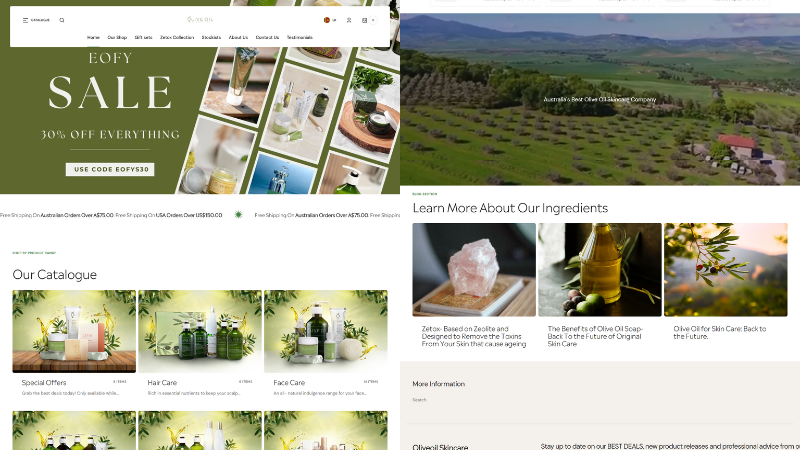 CATALOGUE
Home Our Shop Gift sets Zetox Collection Stockists About Us Contact Us Testimonials
EOFY
SALE
30% OFF EVERYTHING
USE CODE EOFYS30
Free Shipping On Australian Orders Over A$75.00. Free Shipping On USA Orders Over US$150.00
Free Shipping On Australian Orders Over A$75.00. Free Shipping
Our Catalogue
Special Offers
Grab the best deals today! Only available while...
Hair Care
Rich in essential nutrients to keep your scalp...
Face Care
An all-natural indulgence range for your face...
Australia's Best Olive Oil Skincare Company
BLOG SECTION
Learn More About Our Ingredients
Zetox- Based on Zeolite and
Designed to Remove the Toxins
From Your Skin that cause ageing
The Benefits of Olive Oil Soap-
Back To the Future of Original
Skin Care
Olive Oil for Skin Care: Back to
the Future.
More Information
Search
Oliveoil Skincare
Stay up to date on our BEST DEALS, new product releases and professional advice from o